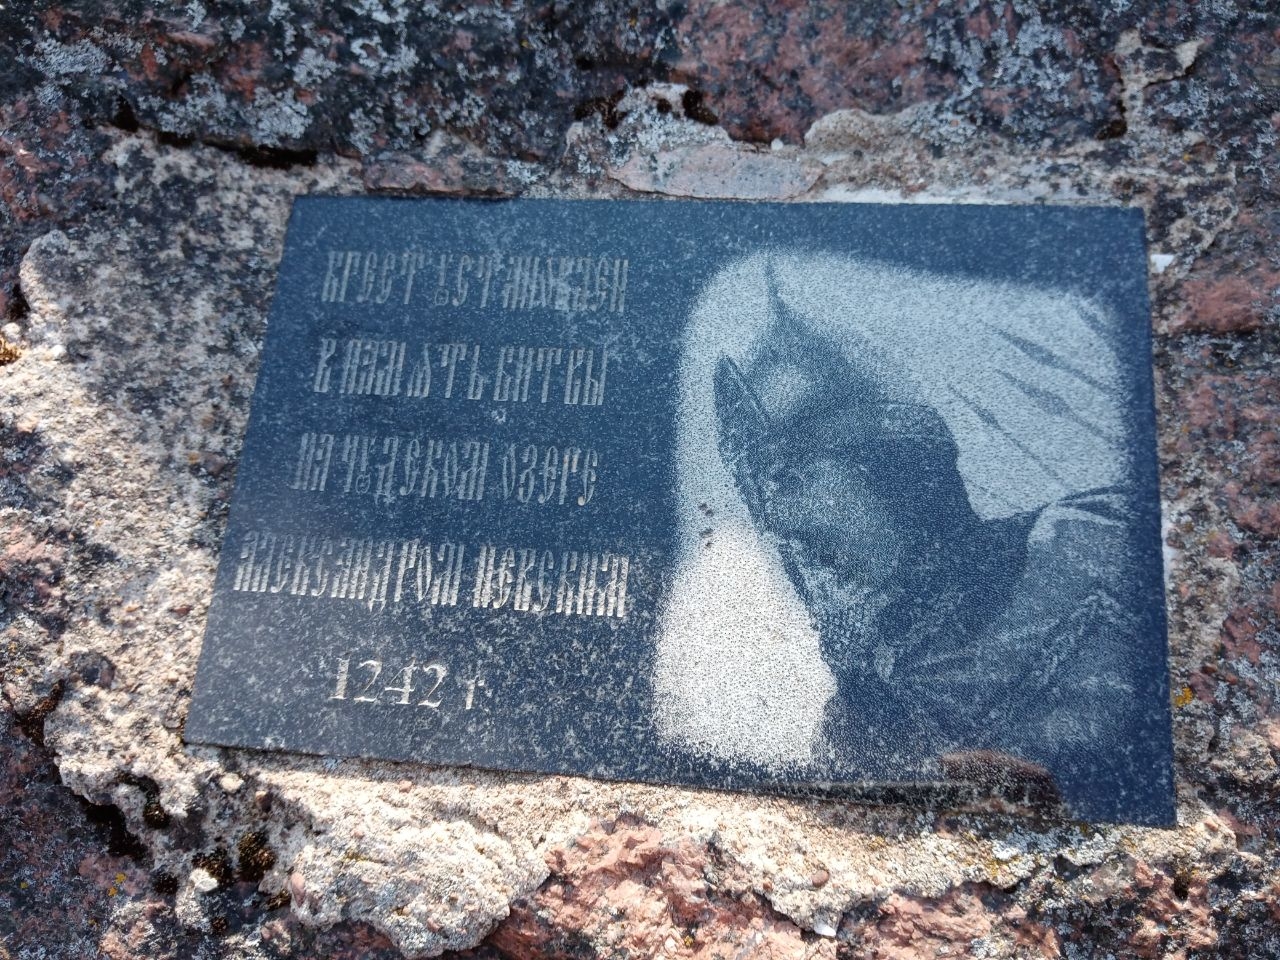 КРЕСТ УСТАНОВЛЕН
В ПАМЯТЬ БИТВЫ
НА ЧУДСКОМ ОЗЕРЕ
АЛЕКСАНДРОМ НЕВСКИМ
1242 г